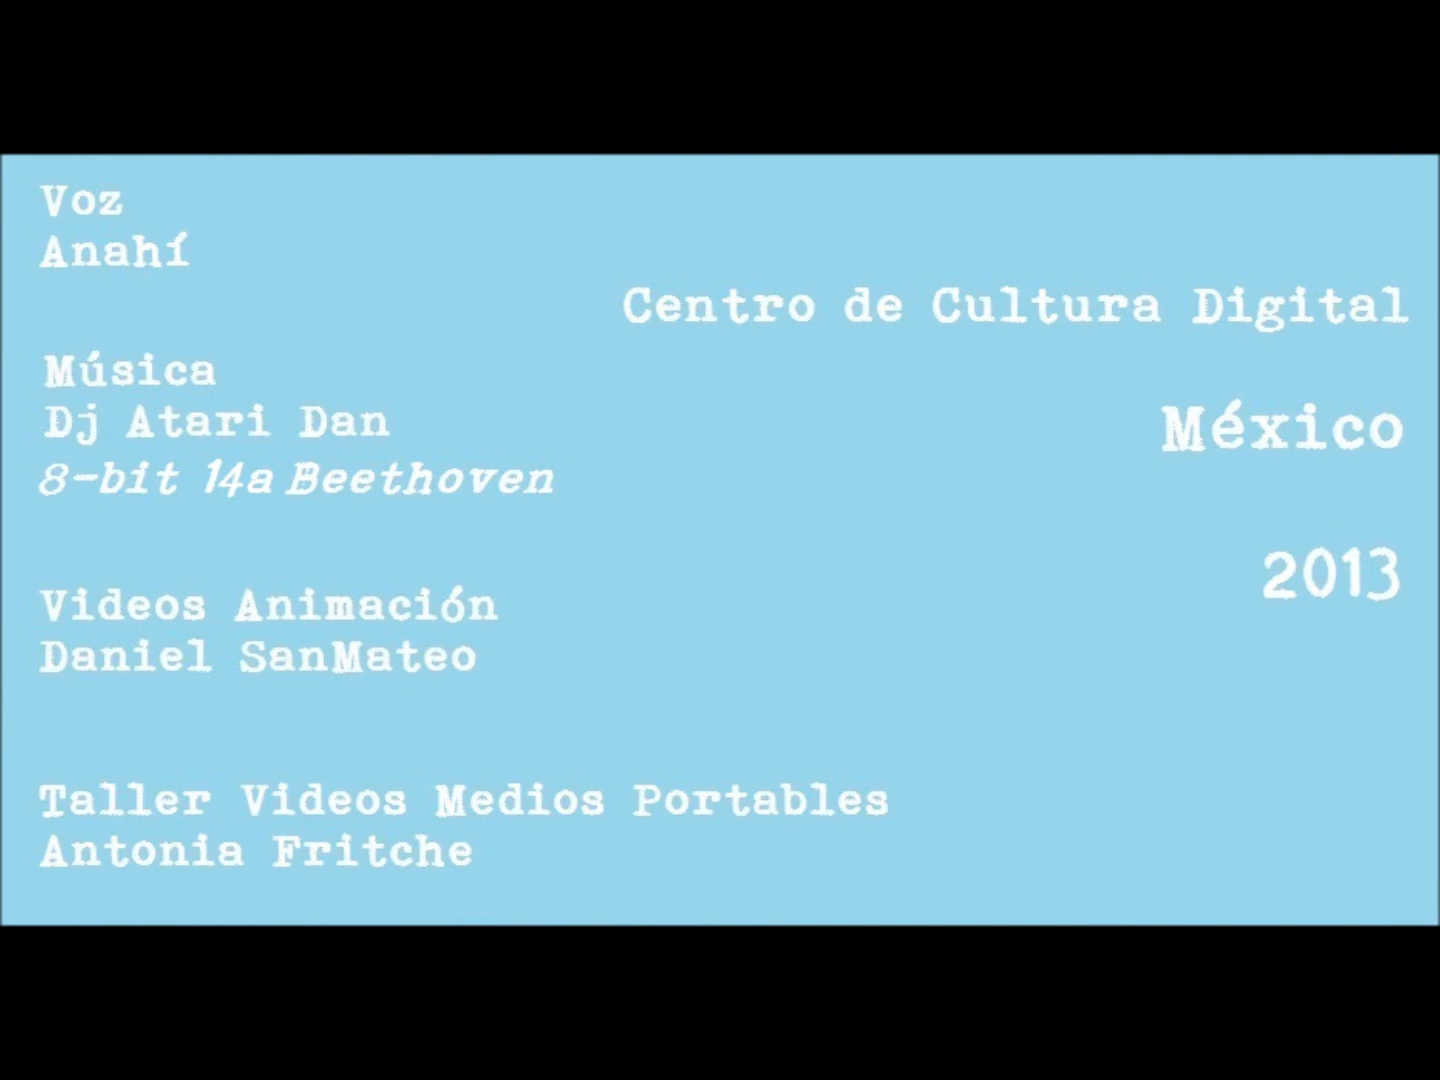 Voz
Anahí
Música
Dj Atari Dan
8-bit 14a Beethoven
Videos Animación
Daniel SanMateo
Taller Videos Medios Portables
Antonia Fritche
Centro de Cultura Digital
México
2013